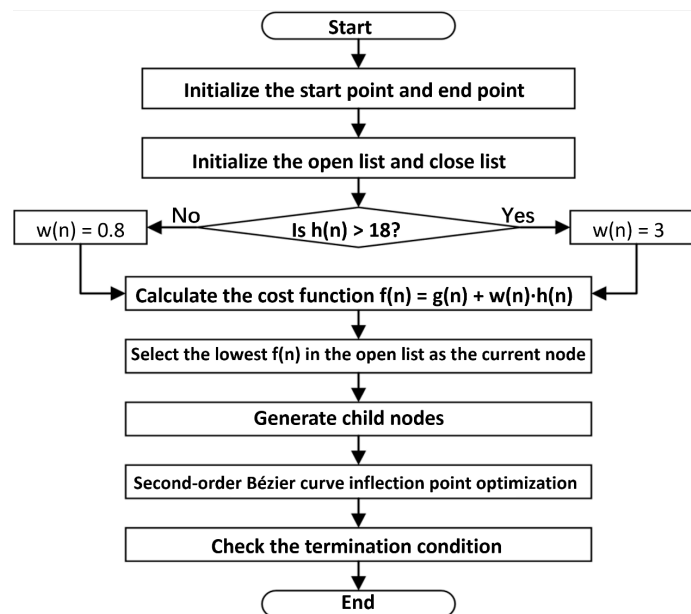 Start
Initialize the start point and end point
Initialize the open list and close list
No
Is h(n) > 18?
Yes
w(n) = 0.8
w(n) = 3
Calculate the cost function f(n) = g(n) + w(n)·h(n)
Select the lowest f(n) in the open list as the current node
Generate child nodes
Second-order Bézier curve inflection point optimization
Check the termination condition
End